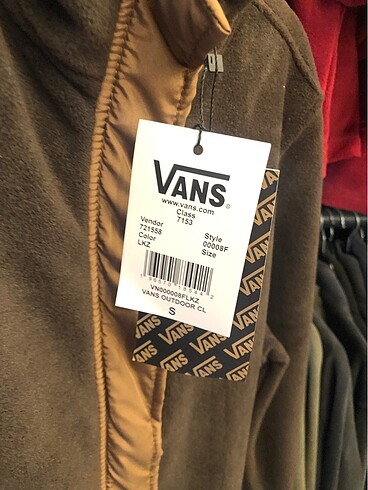 VANS
www.vans.com
Class
7153
Vendor Style
721558 00008F
Color Size
LKZ
VN000008FLKZ
VANS OUTDOOR CL
S
VANS
VANS
VANS
VANS
VANS